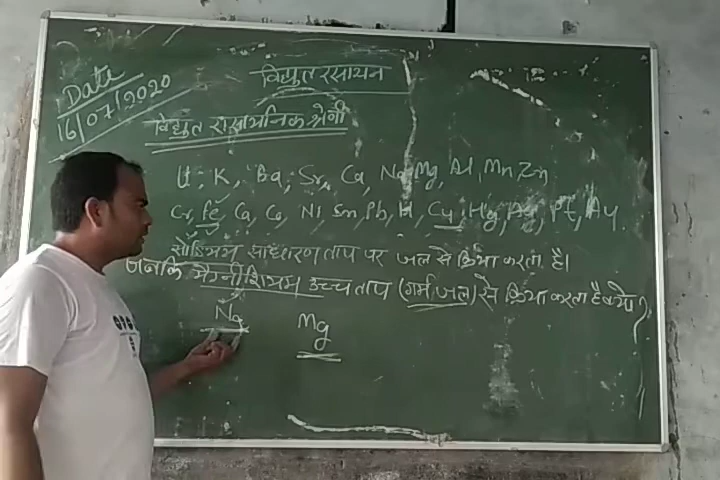 Date
16/07/2020
विद्युत रसायन
विद्युत रासायनिक श्रेणी
Li, K, Ba, Sr, Ca, Na, Mg, Al, Mn, Zn
Cr, Fe, Ca, Co, Ni, Sn, Pb, H, Cu, Hg, Ag, Pt, Au
सोडियम साधारण ताप पर जल से क्रिया करता है।
जबकि मैग्नीशियम उच्च ताप (गर्म जल) से क्रिया करता है क्यो?
Na
Mg